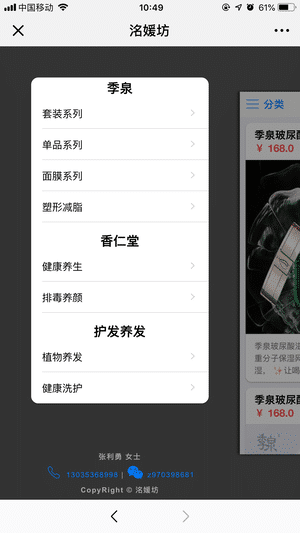 中国移动
10:49
61%
洺媛坊
季泉
套装系列
单品系列
面膜系列
塑形减脂
香仁堂
健康养生
排毒养颜
护发养发
植物养发
健康洗护
分类
季泉玻尿酸
¥ 168.0
季泉玻尿酸
重分子保湿网
湿。 让喝
季泉玻尿酸
¥ 168.0
张利勇 女士
13035368998 | z970398681
CopyRight © 洺媛坊